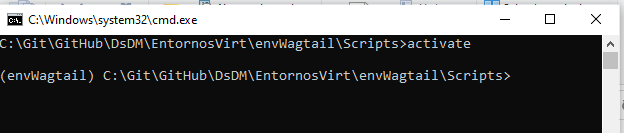 C:\Windows\system32\cmd.exe
C:\Git\GitHub\DsDM\EntornosVirt\envWagtail\Scripts>activate
(envWagtail) C:\Git\GitHub\DsDM\EntornosVirt\envWagtail\Scripts>